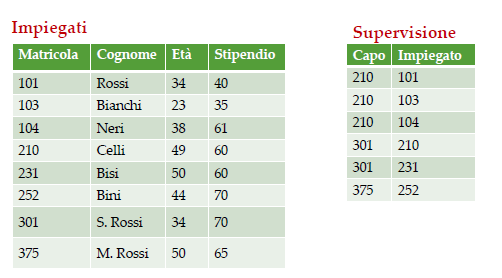 Impiegati
Matricola Cognome Età Stipendio
101 Rossi 34 40
103 Bianchi 23 35
104 Neri 38 61
210 Celli 49 60
231 Bisi 50 60
252 Bini 44 70
301 S. Rossi 34 70
375 M. Rossi 50 65
Supervisione
Capo Impiegato
210 101
210 103
210 104
301 210
301 231
375 252